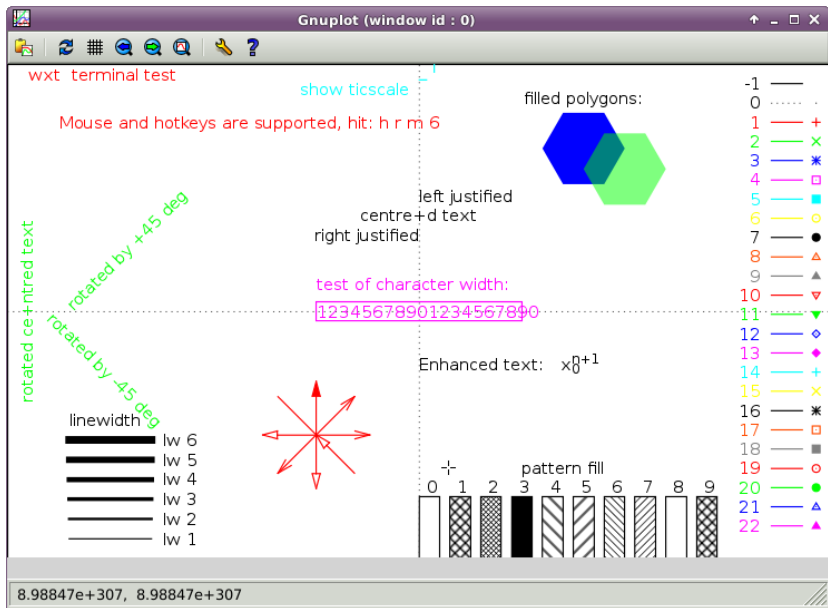 Gnuplot (window id : 0)
wxt terminal test
show ticscale
filled polygons:
Mouse and hotkeys are supported, hit: h r m 6
left justified
centre+d text
right justified
rotated ce+ntred text
rotated by +45 deg
rotated by -45 deg
test of character width:
12345678901234567890
Enhanced text: x₀ⁿ⁺¹
linewidth
lw 6
lw 5
lw 4
lw 3
lw 2
lw 1
pattern fill
0 1 2 3 4 5 6 7 8 9
-1
0
1
2
3
4
5
6
7
8
9
10
11
12
13
14
15
16
17
18
19
20
21
22
8.98847e+307, 8.98847e+307